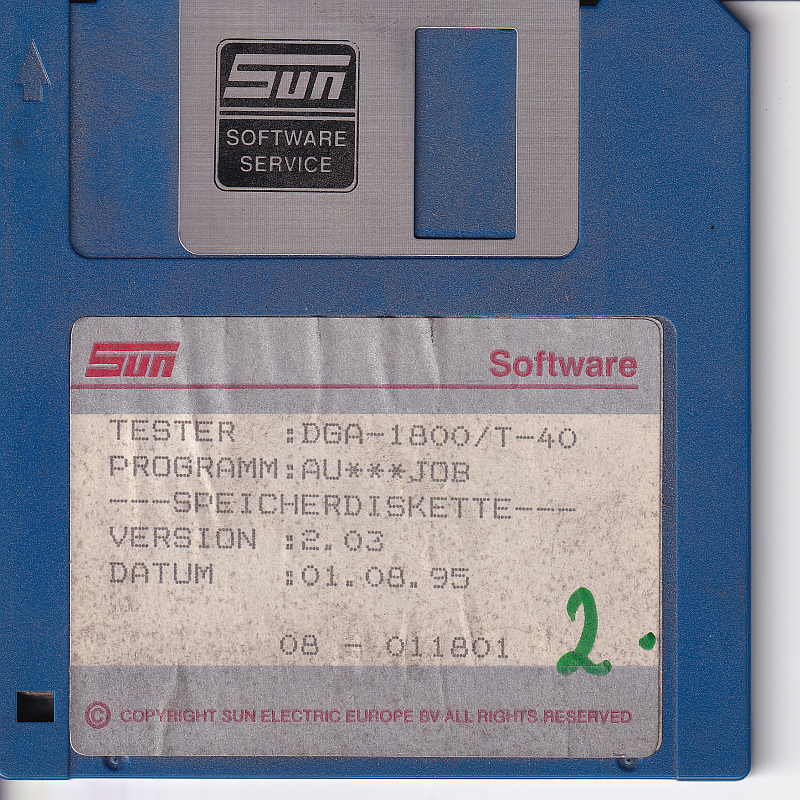 Sun
SOFTWARE
SERVICE
Sun Software
TESTER :DGA-1800/T-40
PROGRAMM:AU***JOB
---SPEICHERDISKETTE---
VERSION :2.03
DATUM :01.08.95
08 - 011801
2.
© COPYRIGHT SUN ELECTRIC EUROPE BV ALL RIGHTS RESERVED